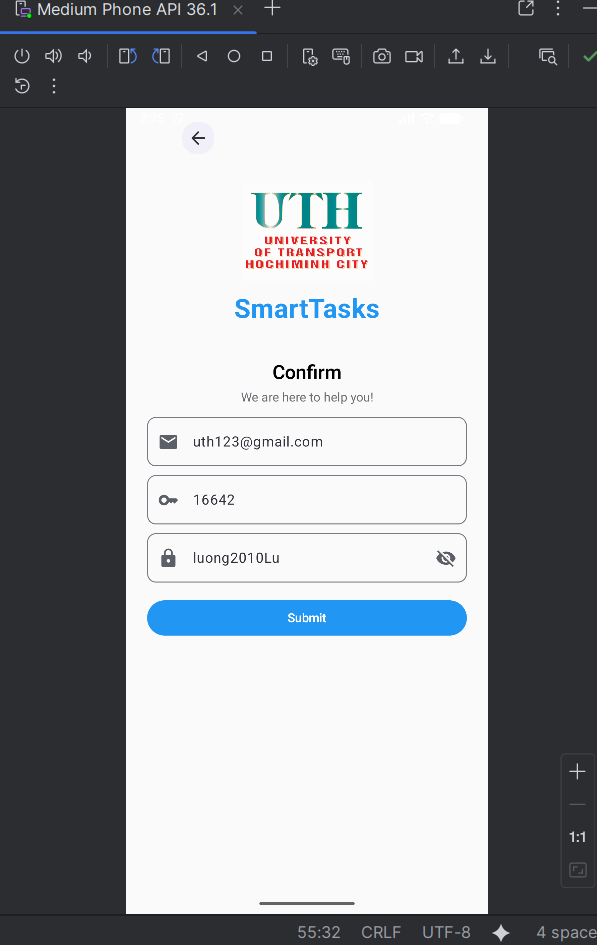 Medium Phone API 36.1
UTH
UNIVERSITY
OF TRANSPORT
HOCHIMINH CITY
SmartTasks
Confirm
We are here to help you!
uth123@gmail.com
16642
luong2010Lu
Submit
1:1
55:32 CRLF UTF-8 4 space